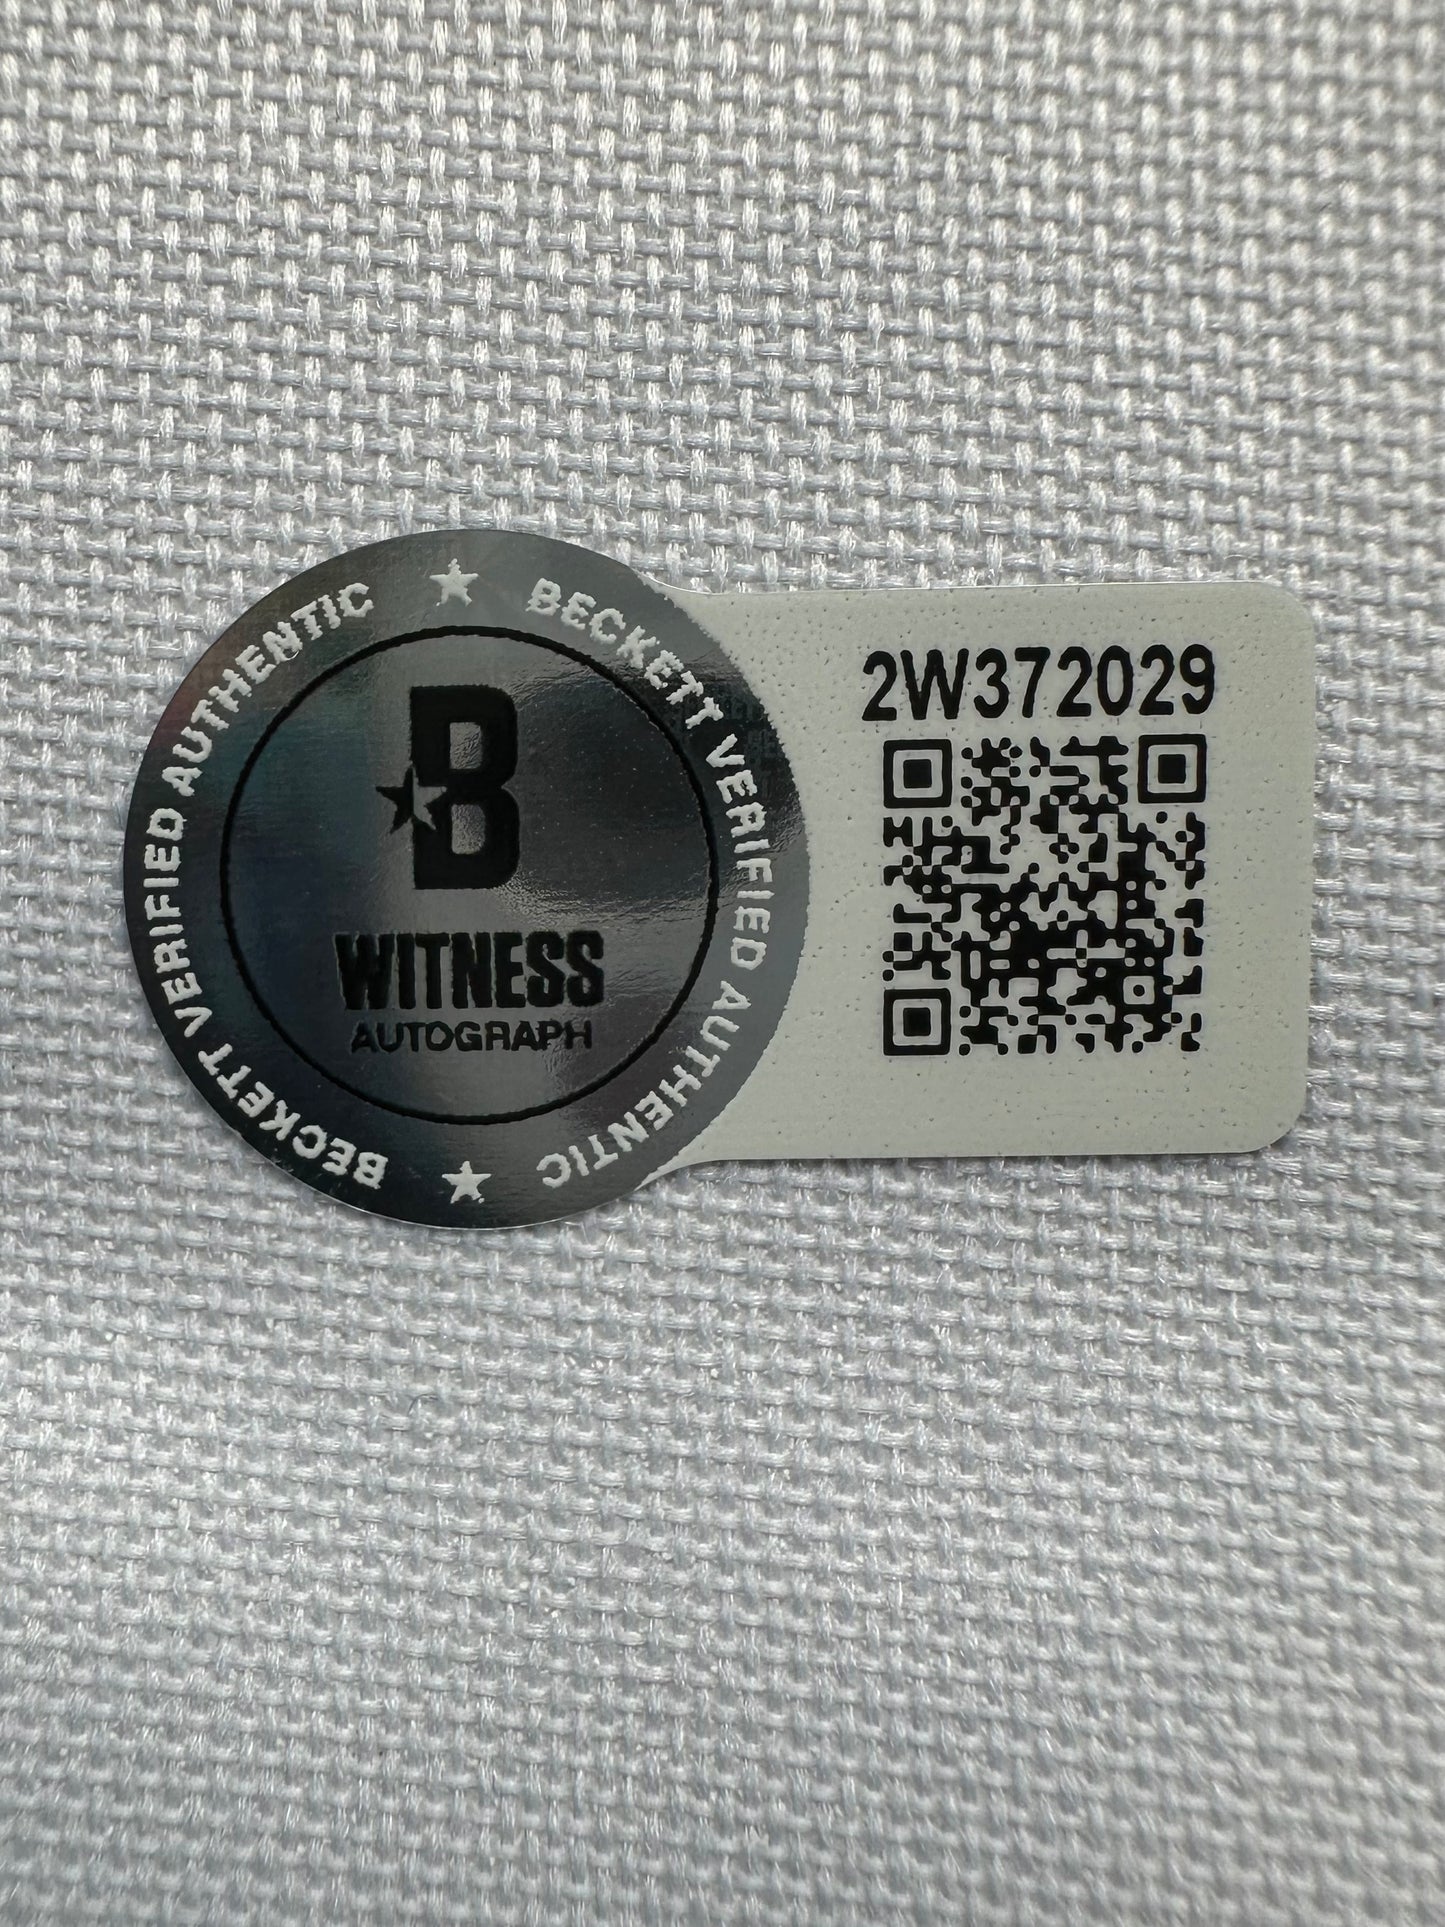 BECKETT VERIFIED AUTHENTIC
BECKETT VERIFIED AUTHENTIC
B
WITNESS
AUTOGRAPH
2W372029